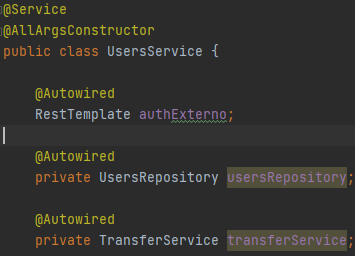 @Service
@AllArgsConstructor
public class UsersService {
@Autowired
RestTemplate authExterno;
@Autowired
private UsersRepository usersRepository;
@Autowired
private TransferService transferService;